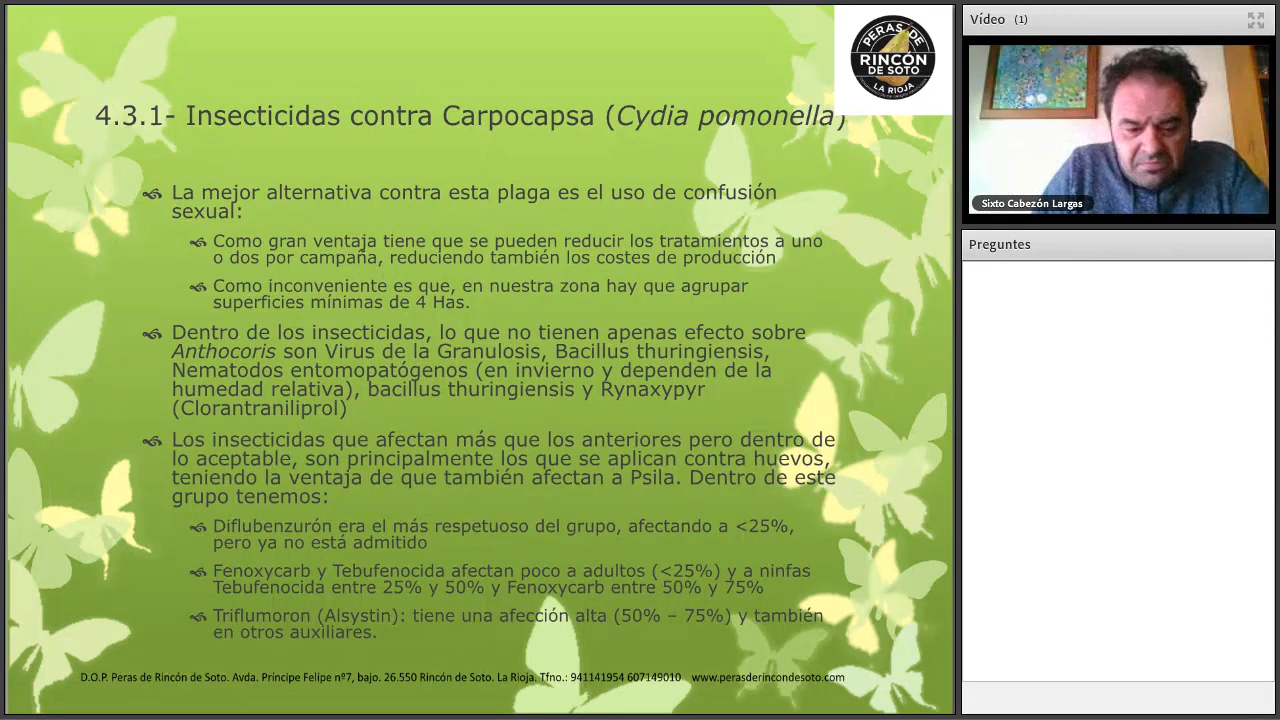 PERAS DE
RINCÓN
DE SOTO
LA RIOJA
4.3.1- Insecticidas contra Carpocapsa (Cydia pomonella)
La mejor alternativa contra esta plaga es el uso de confusión
sexual:
Como gran ventaja tiene que se pueden reducir los tratamientos a uno
o dos por campaña, reduciendo también los costes de producción
Como inconveniente es que, en nuestra zona hay que agrupar
superficies mínimas de 4 Has.
Dentro de los insecticidas, lo que no tienen apenas efecto sobre
Anthocoris son Virus de la Granulosis, Bacillus thuringiensis,
Nematodos entomopatógenos (en invierno y dependen de la
humedad relativa), bacillus thuringiensis y Rynaxypyr
(Clorantraniliprol)
Los insecticidas que afectan más que los anteriores pero dentro de
lo aceptable, son principalmente los que se aplican contra huevos,
teniendo la ventaja de que también afectan a Psila. Dentro de este
grupo tenemos:
Diflubenzurón era el más respetuoso del grupo, afectando a <25%,
pero ya no está admitido
Fenoxycarb y Tebufenocida afectan poco a adultos (<25%) y a ninfas
Tebufenocida entre 25% y 50% y Fenoxycarb entre 50% y 75%
Triflumoron (Alsystin): tiene una afección alta (50% – 75%) y también
en otros auxiliares.
D.O.P. Peras de Rincón de Soto. Avda. Príncipe Felipe nº7, bajo. 26.550 Rincón de Soto. La Rioja. Tfno.: 941141954 607149010 www.perasderincondesoto.com
Vídeo (1)
Sixto Cabezón Largas
Preguntes